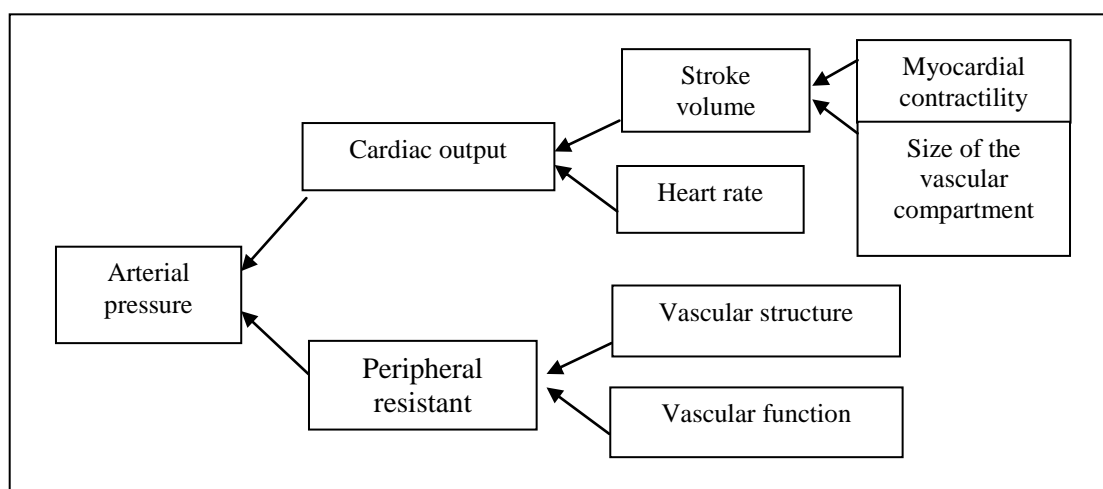 Stroke
volume
Myocardial
contractility
Cardiac output
Size of the
vascular
compartment
Heart rate
Arterial
pressure
Vascular structure
Peripheral
resistant
Vascular function